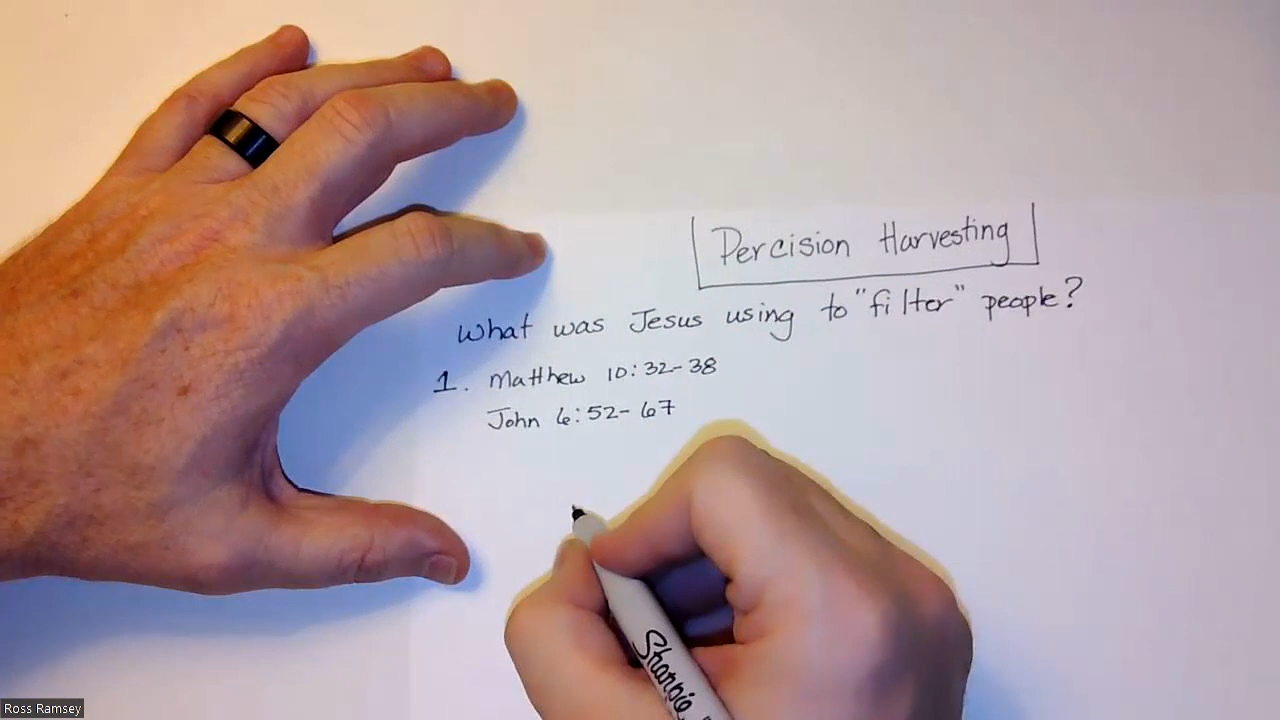 Percision Harvesting
What was Jesus using to "filter" people?
1. Matthew 10:32-38
John 6:52-67
Sharpie
Ross Ramsey